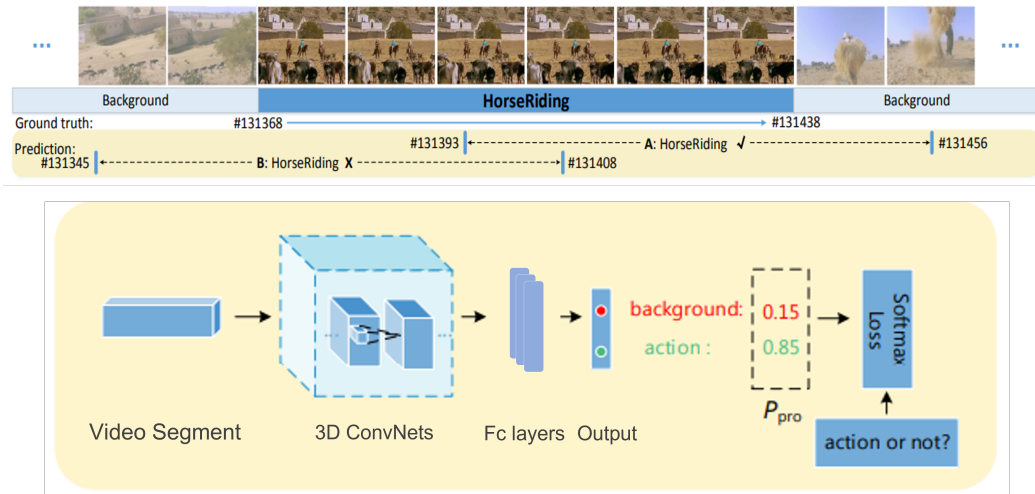 ...
...
Background HorseRiding Background
Ground truth: #131368 #131438
Prediction: #131393 A: HorseRiding √ #131456
#131345 B: HorseRiding X #131408
background: 0.15
action : 0.85
Softmax Loss
P pro
Video Segment 3D ConvNets Fc layers Output
action or not?